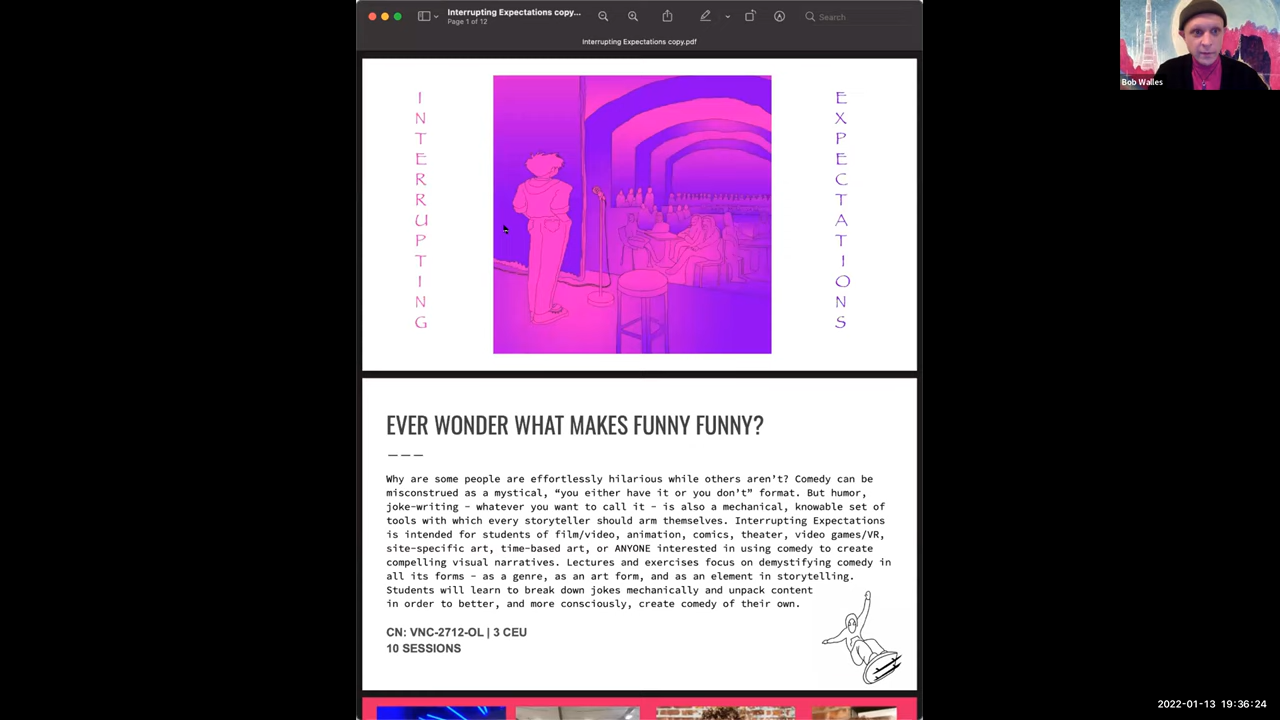 Interrupting Expectations copy...
Page 1 of 12
Search
Interrupting Expectations copy.pdf
Bob Walles
INTERRUPTING
EXPECTATIONS
EVER WONDER WHAT MAKES FUNNY FUNNY?
Why are some people are effortlessly hilarious while others aren't? Comedy can be
misconstrued as a mystical, “you either have it or you don’t” format. But humor,
joke-writing – whatever you want to call it – is also a mechanical, knowable set of
tools with which every storyteller should arm themselves. Interrupting Expectations
is intended for students of film/video, animation, comics, theater, video games/VR,
site-specific art, time-based art, or ANYONE interested in using comedy to create
compelling visual narratives. Lectures and exercises focus on demystifying comedy in
all its forms – as a genre, as an art form, and as an element in storytelling.
Students will learn to break down jokes mechanically and unpack content
in order to better, and more consciously, create comedy of their own.
CN: VNC-2712-OL | 3 CEU
10 SESSIONS
2022-01-13 19:36:24